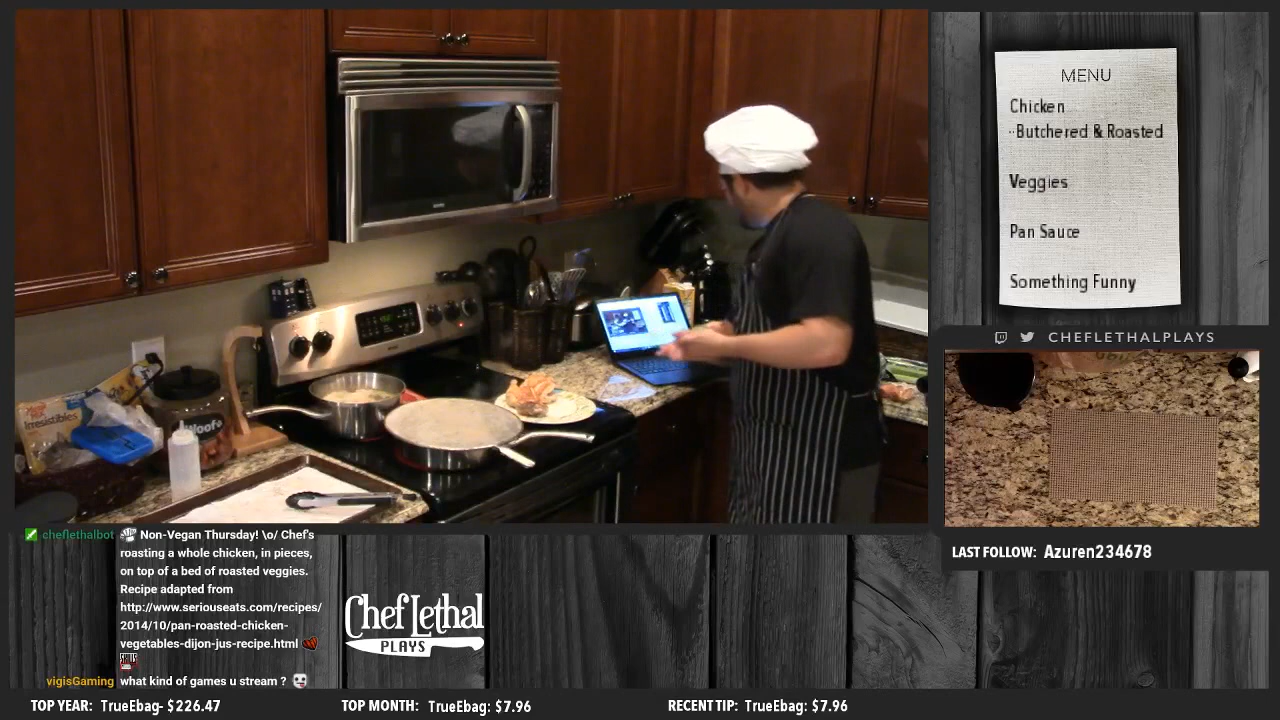 MENU
Chicken
-Butchered & Roasted
Veggies
Pan Sauce
Something Funny
CHEFLETHALPLAYS
Woof
Irresistibles
LAST FOLLOW: Azuren234678
cheflethalbot Non-Vegan Thursday! \o/ Chef's
roasting a whole chicken, in pieces,
on top of a bed of roasted veggies.
Recipe adapted from
http://www.seriouseats.com/recipes/
2014/10/pan-roasted-chicken-
vegetables-dijon-jus-recipe.html
vigisGaming what kind of games u stream ?
Chef Lethal
PLAYS
TOP YEAR: TrueEbag- $226.47
TOP MONTH: TrueEbag: $7.96
RECENT TIP: TrueEbag: $7.96